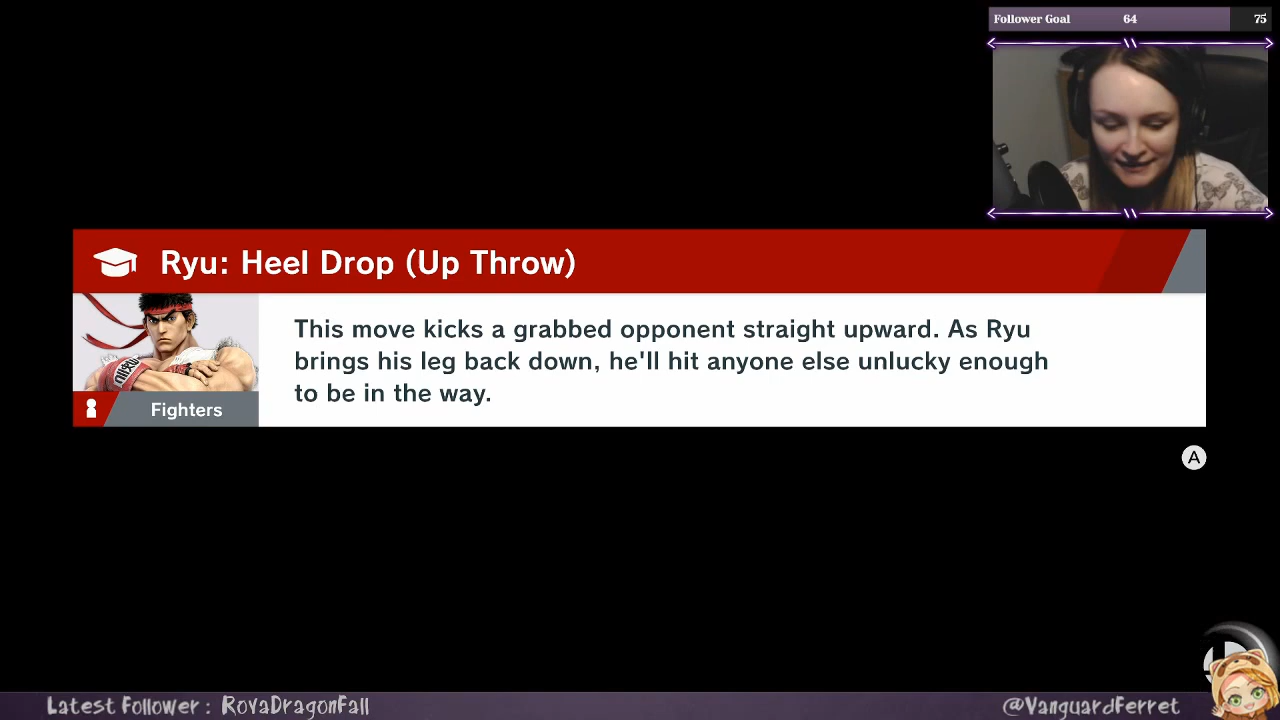 Follower Goal 64 75
Ryu: Heel Drop (Up Throw)
This move kicks a grabbed opponent straight upward. As Ryu
brings his leg back down, he'll hit anyone else unlucky enough
to be in the way.
Fighters
A
Latest Follower : RovaDragonFall
@VanguardFerret